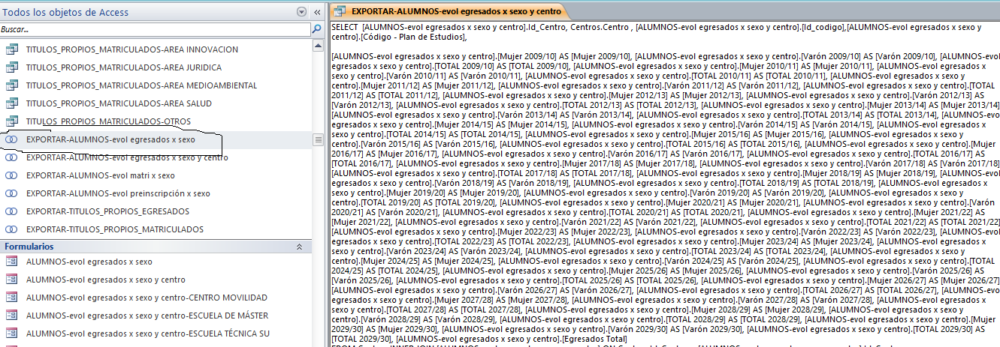 Todos los objetos de Access
Buscar...
TITULOS_PROPIOS_MATRICULADOS-AREA INNOVACION
TITULOS_PROPIOS_MATRICULADOS-AREA JURIDICA
TITULOS_PROPIOS_MATRICULADOS-AREA MEDIOAMBIENTAL
TITULOS_PROPIOS_MATRICULADOS-AREA SALUD
TITULOS_PROPIOS_MATRICULADOS-OTROS
EXPORTAR-ALUMNOS-evol egresados x sexo
EXPORTAR-ALUMNOS-evol egresados x sexo y centro
EXPORTAR-ALUMNOS-evol matri x sexo
EXPORTAR-ALUMNOS-evol preinscripción x sexo
EXPORTAR-TITULOS_PROPIOS_EGRESADOS
EXPORTAR-TITULOS_PROPIOS_MATRICULADOS
Formularios
ALUMNOS-evol egresados x sexo
ALUMNOS-evol egresados x sexo y centro
ALUMNOS-evol egresados x sexo y centro-CENTRO MOVILIDAD
ALUMNOS-evol egresados x sexo y centro-ESCUELA DE MÁSTER
ALUMNOS-evol egresados x sexo y centro-ESCUELA TÉCNICA SU
EXPORTAR-ALUMNOS-evol egresados x sexo y centro
SELECT [ALUMNOS-evol egresados x sexo y centro].Id_Centro, Centros.Centro , [ALUMNOS-evol egresados x sexo y centro].[Id_codigo],[ALUMNOS-evol egresados x sexo y
centro].[Código - Plan de Estudios],
[ALUMNOS-evol egresados x sexo y centro].[Mujer 2009/10] AS [Mujer 2009/10], [ALUMNOS-evol egresados x sexo y centro].[Varón 2009/10] AS [Varón 2009/10], [ALUMNOS-evol
egresados x sexo y centro].[TOTAL 2009/10] AS [TOTAL 2009/10], [ALUMNOS-evol egresados x sexo y centro].[Mujer 2010/11] AS [Mujer 2010/11], [ALUMNOS-evol egresados x
sexo y centro].[Varón 2010/11] AS [Varón 2010/11], [ALUMNOS-evol egresados x sexo y centro].[TOTAL 2010/11] AS [TOTAL 2010/11], [ALUMNOS-evol egresados x sexo y
centro].[Mujer 2011/12] AS [Mujer 2011/12], [ALUMNOS-evol egresados x sexo y centro].[Varón 2011/12] AS [Varón 2011/12], [ALUMNOS-evol egresados x sexo y centro].[TOTAL
2011/12] AS [TOTAL 2011/12], [ALUMNOS-evol egresados x sexo y centro].[Mujer 2012/13] AS [Mujer 2012/13], [ALUMNOS-evol egresados x sexo y centro].[Varón 2012/13] AS
[Varón 2012/13], [ALUMNOS-evol egresados x sexo y centro].[TOTAL 2012/13] AS [TOTAL 2012/13], [ALUMNOS-evol egresados x sexo y centro].[Mujer 2013/14] AS [Mujer 2013/14]
[ALUMNOS-evol egresados x sexo y centro].[Varón 2013/14] AS [Varón 2013/14], [ALUMNOS-evol egresados x sexo y centro].[TOTAL 2013/14] AS [TOTAL 2013/14], [ALUMNOS-evol
egresados x sexo y centro].[Mujer 2014/15] AS [Mujer 2014/15], [ALUMNOS-evol egresados x sexo y centro].[Varón 2014/15] AS [Varón 2014/15], [ALUMNOS-evol egresados x
sexo y centro].[TOTAL 2014/15] AS [TOTAL 2014/15], [ALUMNOS-evol egresados x sexo y centro].[Mujer 2015/16] AS [Mujer 2015/16], [ALUMNOS-evol egresados x sexo y
centro].[Varón 2015/16] AS [Varón 2015/16], [ALUMNOS-evol egresados x sexo y centro].[TOTAL 2015/16] AS [TOTAL 2015/16], [ALUMNOS-evol egresados x sexo y centro].[Mujer
2016/17] AS [Mujer 2016/17], [ALUMNOS-evol egresados x sexo y centro].[Varón 2016/17] AS [Varón 2016/17], [ALUMNOS-evol egresados x sexo y centro].[TOTAL 2016/17] AS
[TOTAL 2016/17], [ALUMNOS-evol egresados x sexo y centro].[Mujer 2017/18] AS [Mujer 2017/18], [ALUMNOS-evol egresados x sexo y centro].[Varón 2017/18] AS [Varón 2017/18]
[ALUMNOS-evol egresados x sexo y centro].[TOTAL 2017/18] AS [TOTAL 2017/18], [ALUMNOS-evol egresados x sexo y centro].[Mujer 2018/19] AS [Mujer 2018/19], [ALUMNOS-evol
egresados x sexo y centro].[Varón 2018/19] AS [Varón 2018/19], [ALUMNOS-evol egresados x sexo y centro].[TOTAL 2018/19] AS [TOTAL 2018/19], [ALUMNOS-evol egresados x
sexo y centro].[Mujer 2019/20] AS [Mujer 2019/20], [ALUMNOS-evol egresados x sexo y centro].[Varón 2019/20] AS [Varón 2019/20], [ALUMNOS-evol egresados x sexo y
centro].[TOTAL 2019/20] AS [TOTAL 2019/20], [ALUMNOS-evol egresados x sexo y centro].[Mujer 2020/21] AS [Mujer 2020/21], [ALUMNOS-evol egresados x sexo y centro].[Varón
2020/21] AS [Varón 2020/21], [ALUMNOS-evol egresados x sexo y centro].[TOTAL 2020/21] AS [TOTAL 2020/21], [ALUMNOS-evol egresados x sexo y centro].[Mujer 2021/22] AS
[Mujer 2021/22], [ALUMNOS-evol egresados x sexo y centro].[Varón 2021/22] AS [Varón 2021/22], [ALUMNOS-evol egresados x sexo y centro].[TOTAL 2021/22] AS [TOTAL 2021/22]
[ALUMNOS-evol egresados x sexo y centro].[Mujer 2022/23] AS [Mujer 2022/23], [ALUMNOS-evol egresados x sexo y centro].[Varón 2022/23] AS [Varón 2022/23], [ALUMNOS-evol
egresados x sexo y centro].[TOTAL 2022/23] AS [TOTAL 2022/23], [ALUMNOS-evol egresados x sexo y centro].[Mujer 2023/24] AS [Mujer 2023/24], [ALUMNOS-evol egresados x
sexo y centro].[Varón 2023/24] AS [Varón 2023/24], [ALUMNOS-evol egresados x sexo y centro].[TOTAL 2023/24] AS [TOTAL 2023/24], [ALUMNOS-evol egresados x sexo y
centro].[Mujer 2024/25] AS [Mujer 2024/25], [ALUMNOS-evol egresados x sexo y centro].[Varón 2024/25] AS [Varón 2024/25], [ALUMNOS-evol egresados x sexo y centro].[TOTAL
2024/25] AS [TOTAL 2024/25], [ALUMNOS-evol egresados x sexo y centro].[Mujer 2025/26] AS [Mujer 2025/26], [ALUMNOS-evol egresados x sexo y centro].[Varón 2025/26] AS
[Varón 2025/26], [ALUMNOS-evol egresados x sexo y centro].[TOTAL 2025/26] AS [TOTAL 2025/26], [ALUMNOS-evol egresados x sexo y centro].[Mujer 2026/27] AS [Mujer 2026/27]
[ALUMNOS-evol egresados x sexo y centro].[Varón 2026/27] AS [Varón 2026/27], [ALUMNOS-evol egresados x sexo y centro].[TOTAL 2026/27] AS [TOTAL 2026/27], [ALUMNOS-evol
egresados x sexo y centro].[Mujer 2027/28] AS [Mujer 2027/28], [ALUMNOS-evol egresados x sexo y centro].[Varón 2027/28] AS [Varón 2027/28], [ALUMNOS-evol egresados x
sexo y centro].[TOTAL 2027/28] AS [TOTAL 2027/28], [ALUMNOS-evol egresados x sexo y centro].[Mujer 2028/29] AS [Mujer 2028/29], [ALUMNOS-evol egresados x sexo y
centro].[Varón 2028/29] AS [Varón 2028/29], [ALUMNOS-evol egresados x sexo y centro].[TOTAL 2028/29] AS [TOTAL 2028/29], [ALUMNOS-evol egresados x sexo y centro].[Mujer
2029/30] AS [Mujer 2029/30], [ALUMNOS-evol egresados x sexo y centro].[Varón 2029/30] AS [Varón 2029/30], [ALUMNOS-evol egresados x sexo y centro].[TOTAL 2029/30] AS
[TOTAL 2029/30], [ALUMNOS-evol egresados x sexo y centro].[Egresados Total]